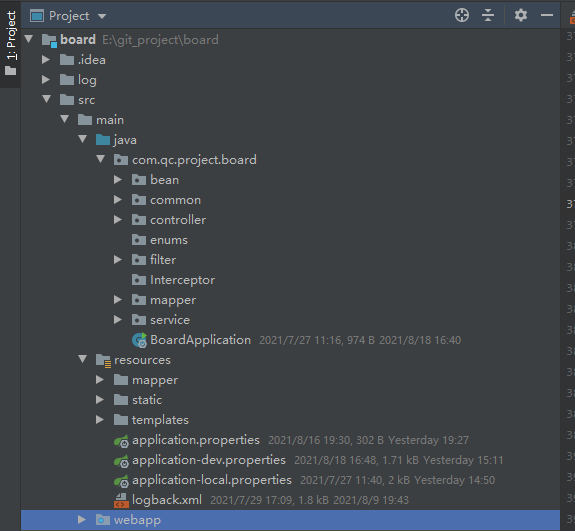 1: Project
Project
board E:\git_project\board
.idea
log
src
main
java
com.qc.project.board
bean
common
controller
enums
filter
Interceptor
mapper
service
BoardApplication 2021/7/27 11:16, 974 B 2021/8/18 16:40
resources
mapper
static
templates
application.properties 2021/8/16 19:30, 302 B Yesterday 19:27
application-dev.properties 2021/8/18 16:48, 1.71 kB Yesterday 15:11
application-local.properties 2021/7/27 11:40, 2 kB Yesterday 14:50
logback.xml 2021/7/29 17:09, 1.8 kB 2021/8/9 19:43
webapp